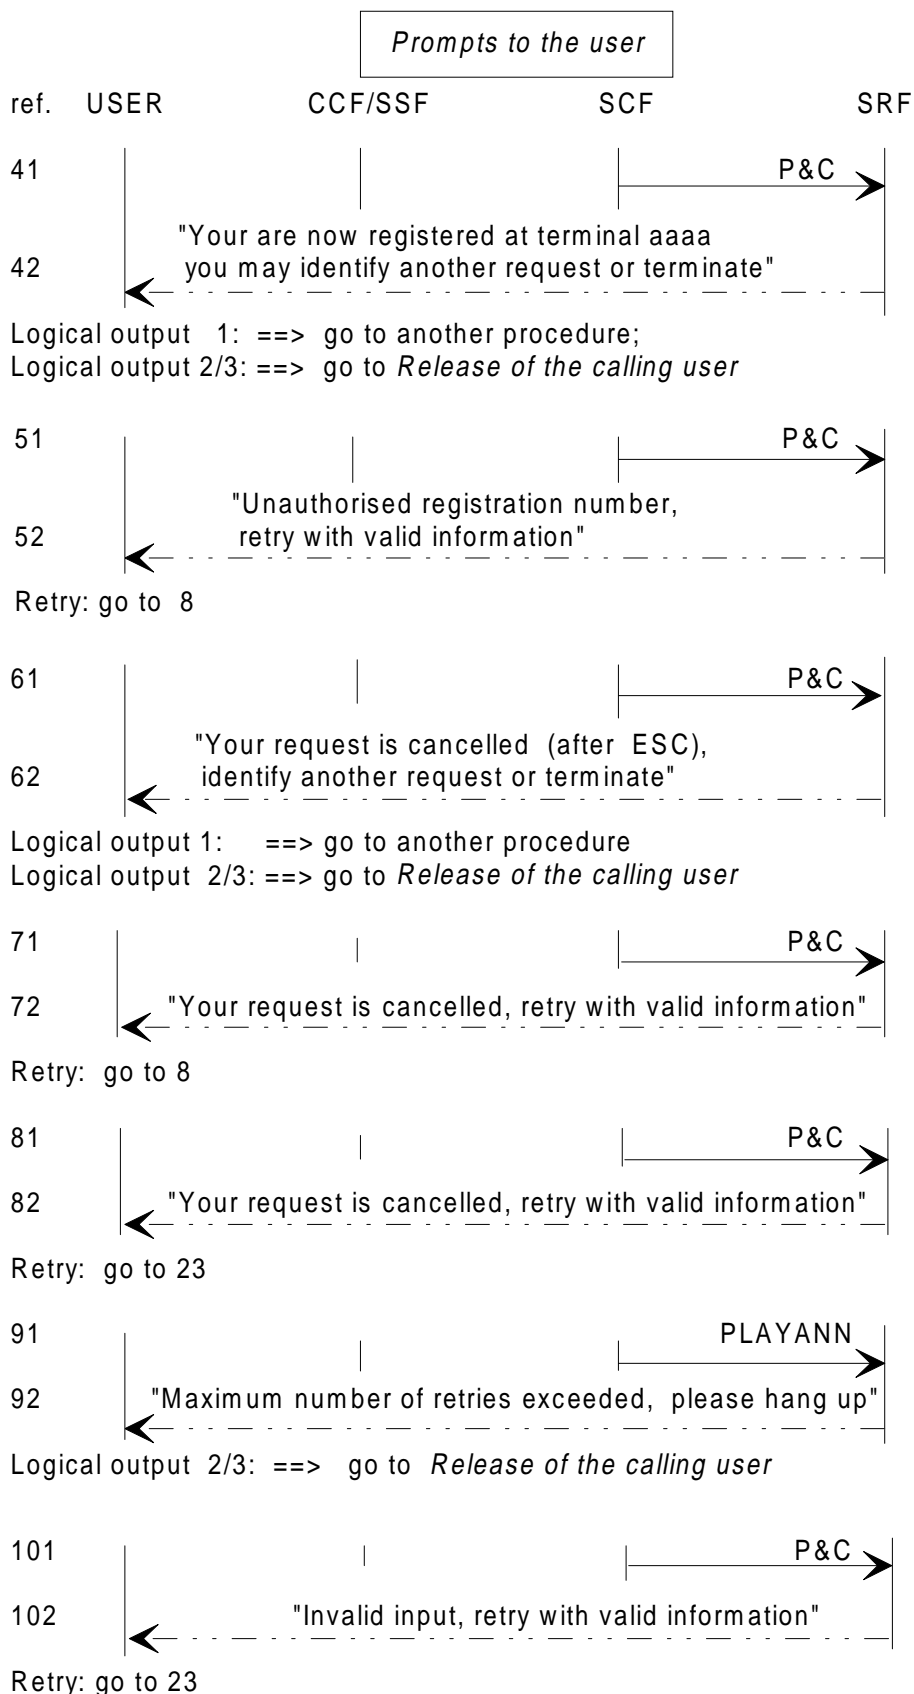 Prompts to the user
ref. USER CCF/SSF SCF SRF
41 P&C
"Your are now registered at terminal aaaa
42 you may identify another request or terminate"
Logical output 1: ==> go to another procedure;
Logical output 2/3: ==> go to Release of the calling user
51 P&C
"Unauthorised registration number,
52 retry with valid information"
Retry: go to 8
61 P&C
"Your request is cancelled (after ESC),
62 identify another request or terminate"
Logical output 1: ==> go to another procedure
Logical output 2/3: ==> go to Release of the calling user
71 P&C
72 "Your request is cancelled, retry with valid information"
Retry: go to 8
81 P&C
82 "Your request is cancelled, retry with valid information"
Retry: go to 23
91 PLAYANN
92 "Maximum number of retries exceeded, please hang up"
Logical output 2/3: ==> go to Release of the calling user
101 P&C
102 "Invalid input, retry with valid information"
Retry: go to 23